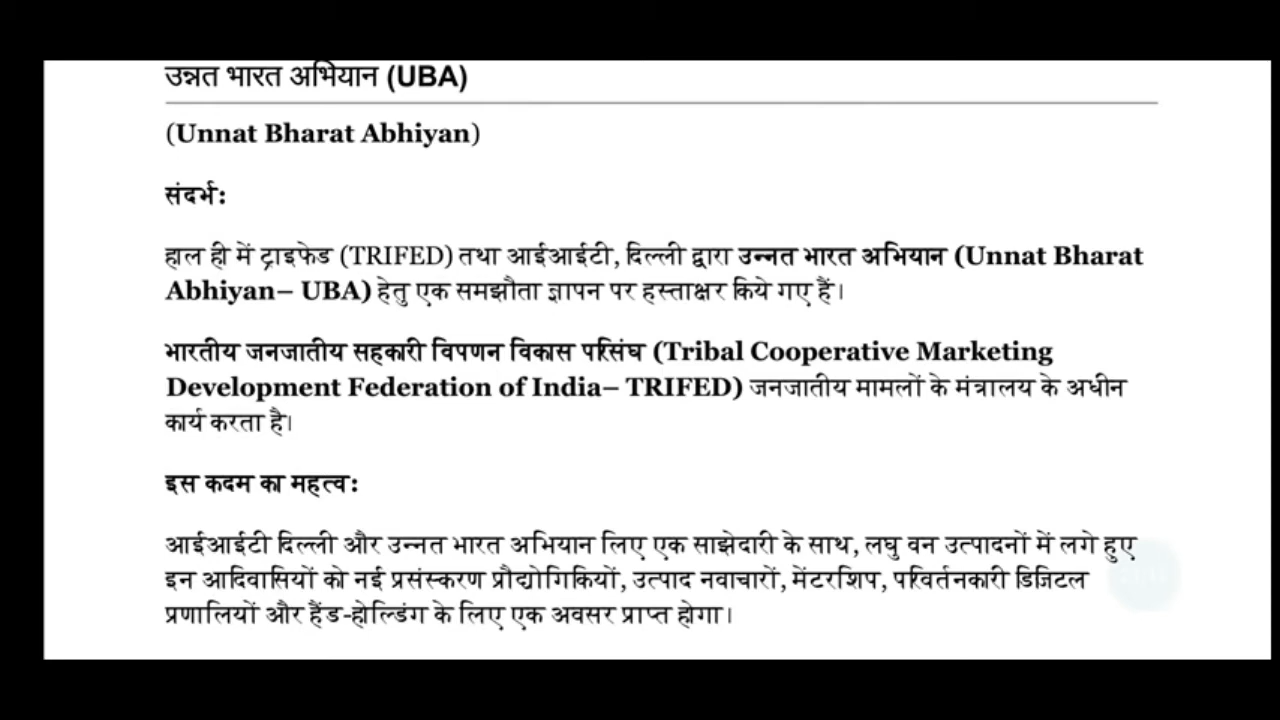 उन्नत भारत अभियान (UBA)
(Unnat Bharat Abhiyan)
संदर्भ:
हाल ही में ट्राइफेड (TRIFED) तथा आईआईटी, दिल्ली द्वारा उन्नत भारत अभियान (Unnat Bharat
Abhiyan– UBA) हेतु एक समझौता ज्ञापन पर हस्ताक्षर किये गए हैं।
भारतीय जनजातीय सहकारी विपणन विकास परिसंघ (Tribal Cooperative Marketing
Development Federation of India– TRIFED) जनजातीय मामलों के मंत्रालय के अधीन
कार्य करता है।
इस कदम का महत्व:
आईआईटी दिल्ली और उन्नत भारत अभियान लिए एक साझेदारी के साथ, लघु वन उत्पादनों में लगे हुए
इन आदिवासियों को नई प्रसंस्करण प्रौद्योगिकियों, उत्पाद नवाचारों, मेंटरशिप, परिवर्तनकारी डिजिटल
प्रणालियों और हैंड-होल्डिंग के लिए एक अवसर प्राप्त होगा।